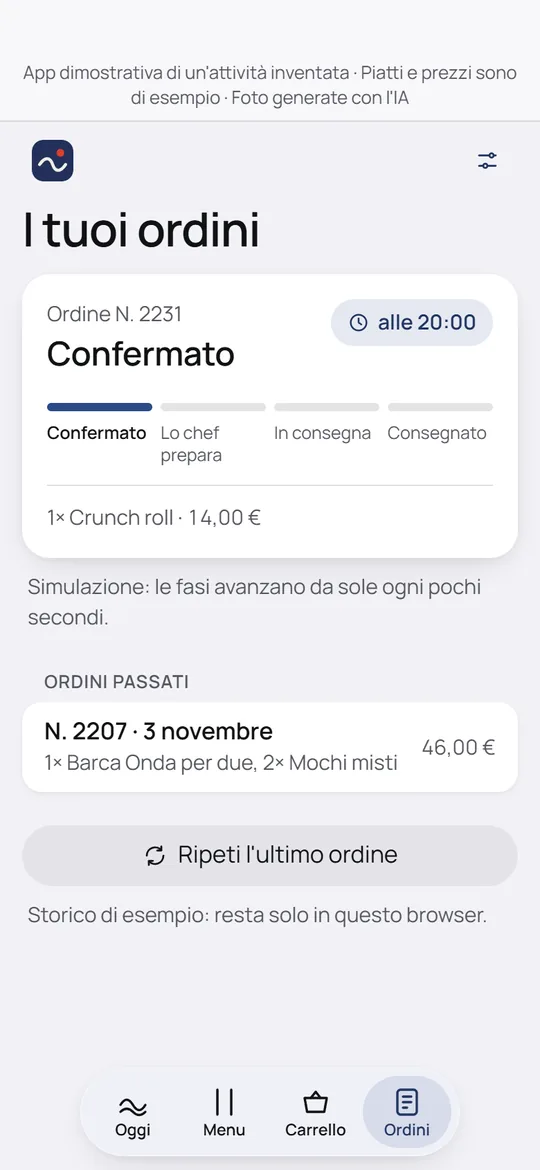 App dimostrativa di un'attività inventata · Piatti e prezzi sono
di esempio · Foto generate con l'IA
I tuoi ordini
Ordine N. 2231
alle 20:00
Confermato
Confermato
Lo chef
prepara
In consegna
Consegnato
1× Crunch roll · 14,00 €
Simulazione: le fasi avanzano da sole ogni pochi
secondi.
ORDINI PASSATI
N. 2207 · 3 novembre
1× Barca Onda per due, 2× Mochi misti
46,00 €
Ripeti l'ultimo ordine
Storico di esempio: resta solo in questo browser.
Oggi
Menu
Carrello
Ordini